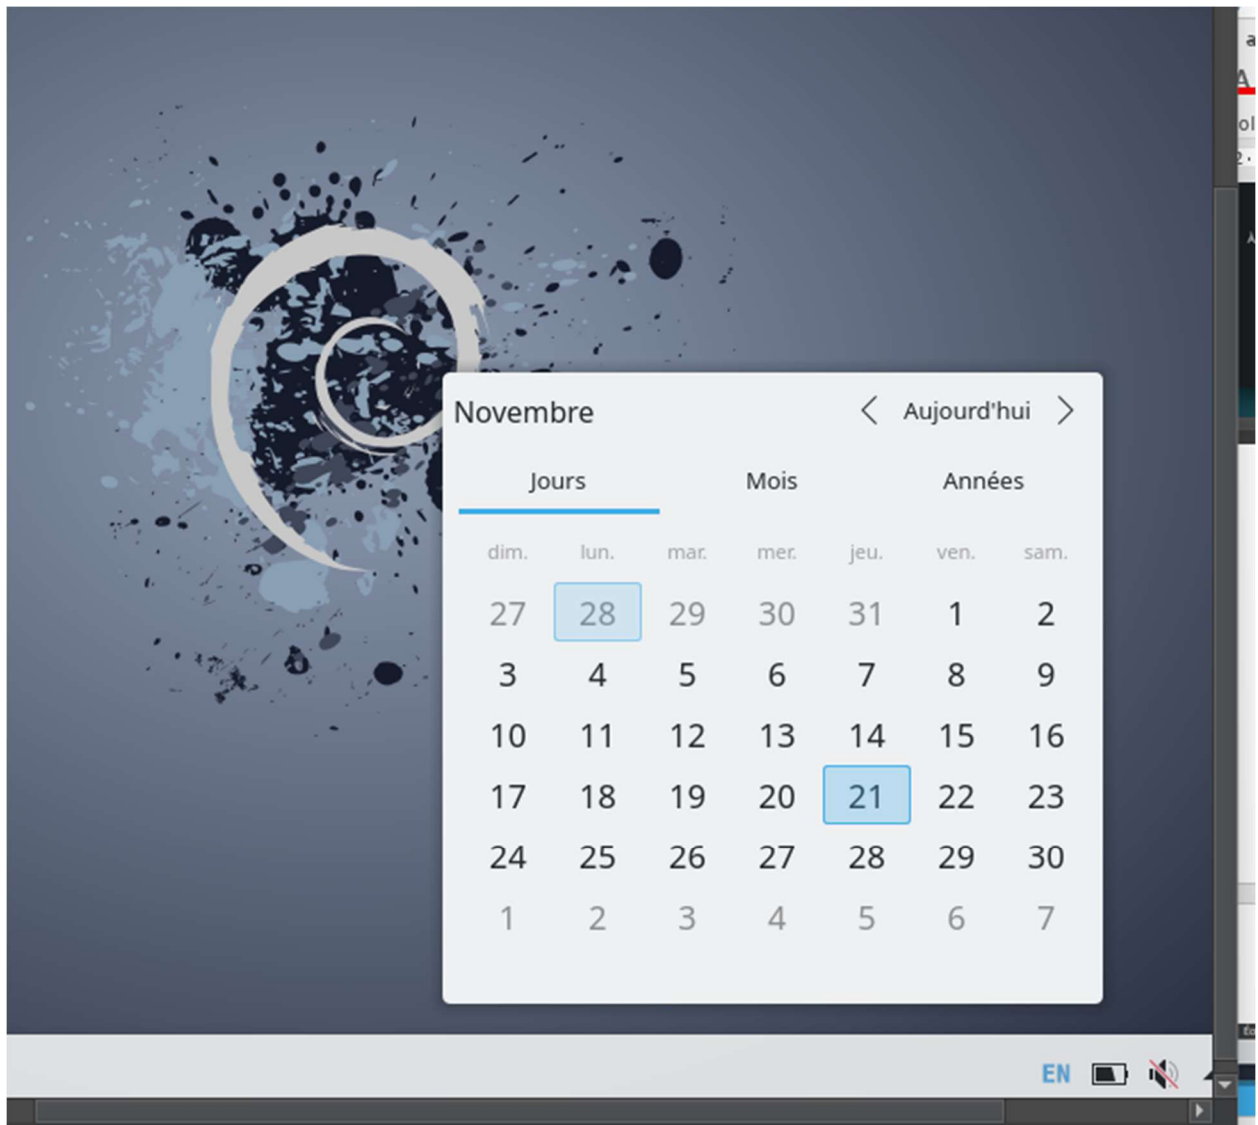 Novembre
Aujourd'hui
Jours Mois Années
dim. lun. mar. mer. jeu. ven. sam.
27 28 29 30 31 1 2
3 4 5 6 7 8 9
10 11 12 13 14 15 16
17 18 19 20 21 22 23
24 25 26 27 28 29 30
1 2 3 4 5 6 7
EN